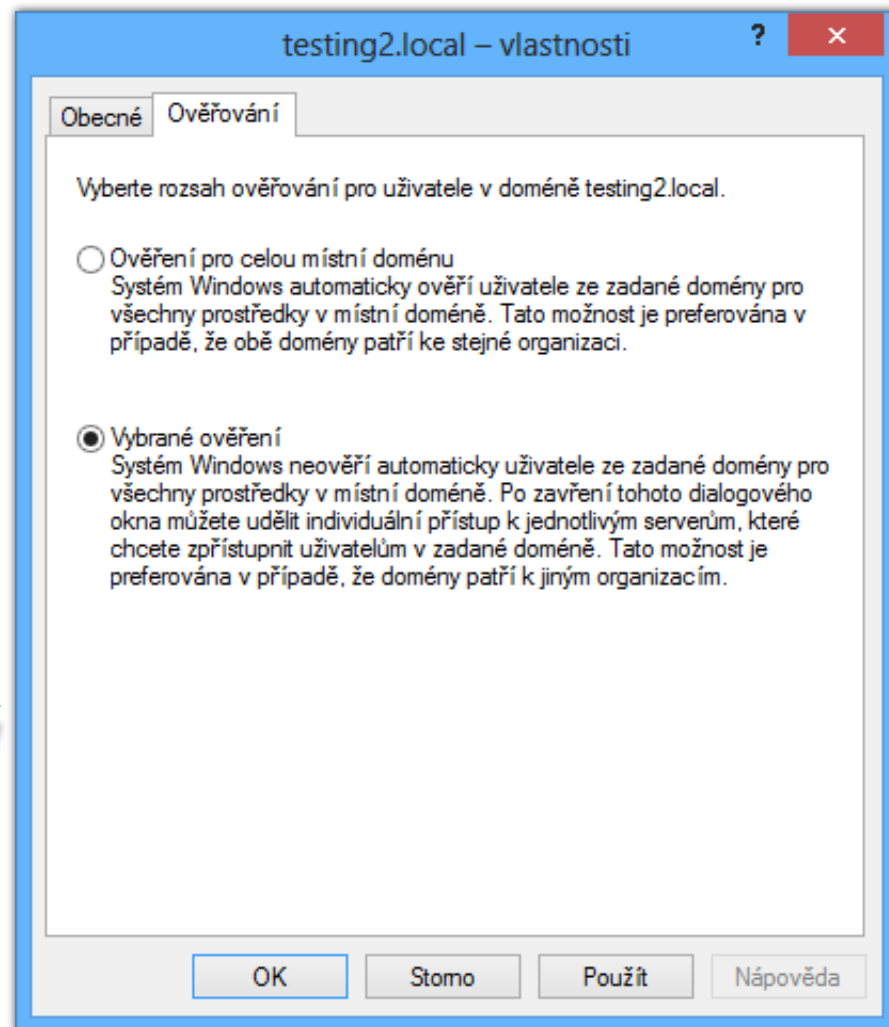 testing2.local – vlastnosti
?
×
Obecné
Ověřování
Vyberte rozsah ověřování pro uživatele v doméně testing2.local.
Ověření pro celou místní doménu
Systém Windows automaticky ověří uživatele ze zadané domény pro
všechny prostředky v místní doméně. Tato možnost je preferována v
případě, že obě domény patří ke stejné organizaci.
Vybrané ověření
Systém Windows neověří automaticky uživatele ze zadané domény pro
všechny prostředky v místní doméně. Po zavření tohoto dialogového
okna můžete udělit individuální přístup k jednotlivým serverům, které
chcete zpřístupnit uživatelům v zadané doméně. Tato možnost je
preferována v případě, že domény patří k jiným organizacím.
OK
Storno
Použít
Nápověda